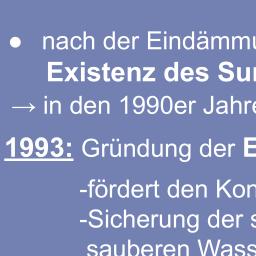 ● nach der Eindämmu
Existenz des Su
→ in den 1990er Jahre
1993: Gründung der E
-fördert den Kon
-Sicherung der s
sauberen Wass